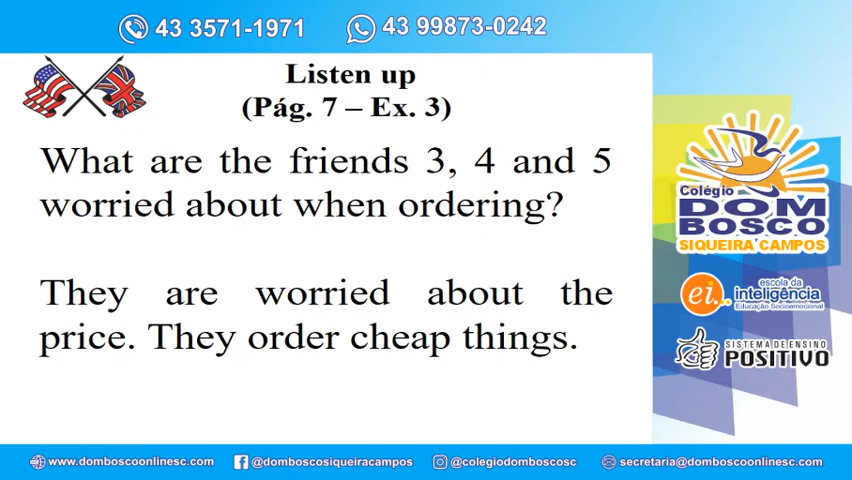 43 3571-1971 43 99873-0242
Listen up
(Pág. 7 – Ex. 3)
What are the friends 3, 4 and 5
worried about when ordering?
They are worried about the
price. They order cheap things.
Colégio
DOM
BOSCO
SIQUEIRA CAMPOS
ei...
escola da
inteligência
Educação Socioemocional
SISTEMA DE ENSINO
POSITIVO
www.domboscoonlinesc.com @domboscosiqueiracampos @colegiodomboscosc secretaria@domboscoonlinesc.com